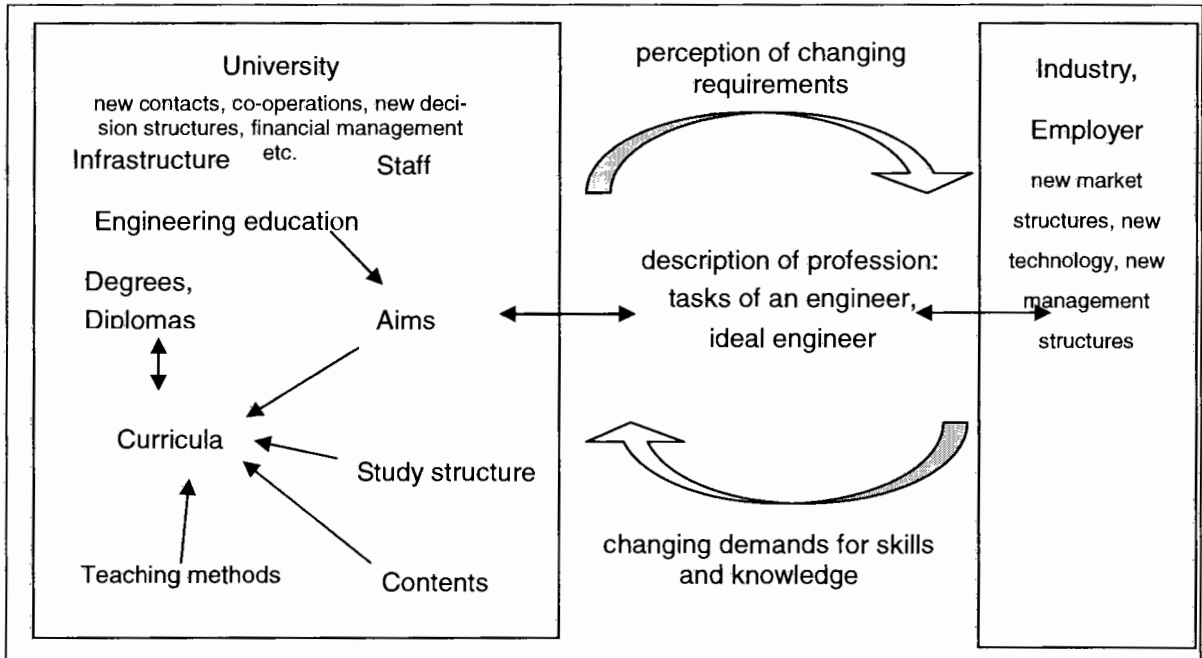 University
new contacts, co-operations, new deci-
sion structures, financial management
etc.
Infrastructure
Staff
Engineering education
Degrees,
Diplomas
Aims
Curricula
Study structure
Teaching methods
Contents
perception of changing
requirements
description of profession:
tasks of an engineer,
ideal engineer
changing demands for skills
and knowledge
Industry,
Employer
new market
structures, new
technology, new
management
structures